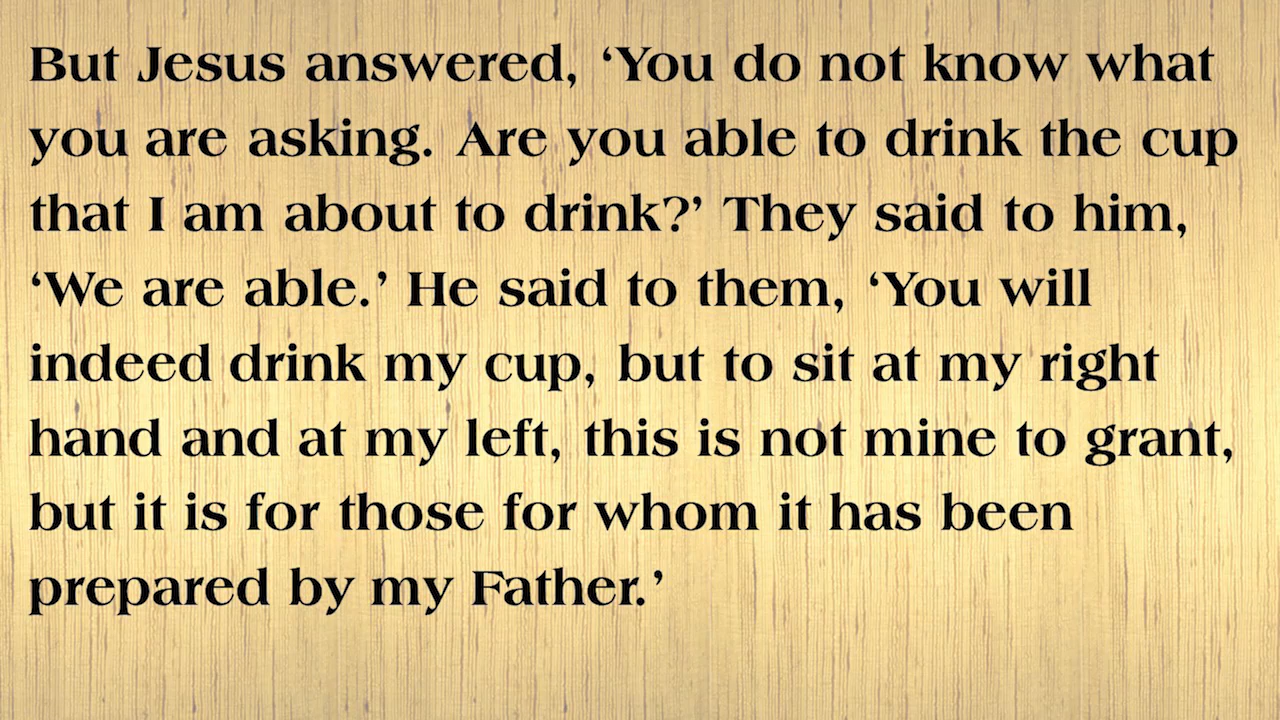 But Jesus answered, ‘You do not know what
you are asking. Are you able to drink the cup
that I am about to drink?’ They said to him,
‘We are able.’ He said to them, ‘You will
indeed drink my cup, but to sit at my right
hand and at my left, this is not mine to grant,
but it is for those for whom it has been
prepared by my Father.’